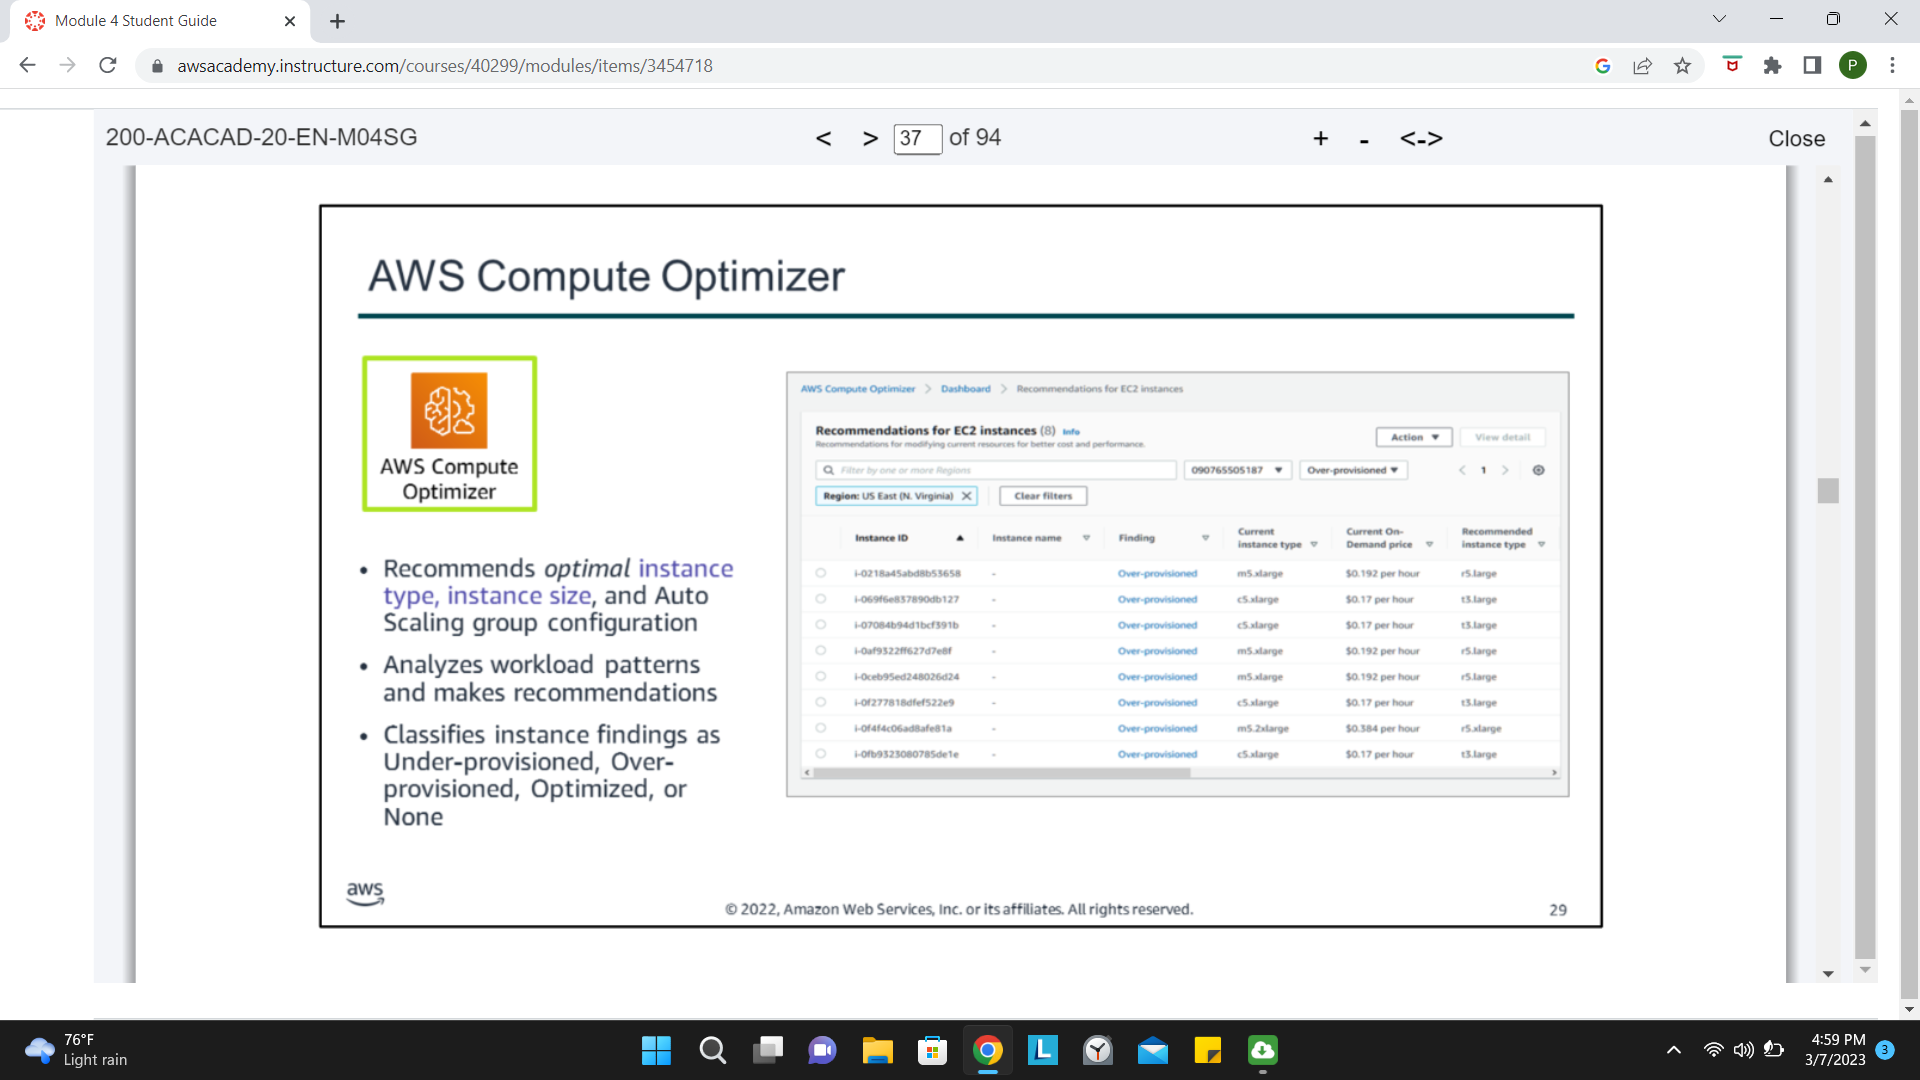 Module 4 Student Guide
awsacademy.instructure.com/courses/40299/modules/items/3454718
P
200-ACACAD-20-EN-M04SG
< > 37 of 94
+ - <->
Close
AWS Compute Optimizer
AWS Compute
Optimizer
• Recommends optimal instance
type, instance size, and Auto
Scaling group configuration
• Analyzes workload patterns
and makes recommendations
• Classifies instance findings as
Under-provisioned, Over-
provisioned, Optimized, or
None
AWS Compute Optimizer > Dashboard > Recommendations for EC2 instances
Recommendations for EC2 instances (8) Info
Recommendations for modifying current resources for better cost and performance.
Action ▼ View detail
Filter by one or more Regions
090765505187 ▼ Over-provisioned ▼ < 1 >
Region: US East (N. Virginia) X Clear filters
Instance ID Instance name Finding Current instance type Current On-Demand price Recommended instance type
i-0218a45abd8b53658 - Over-provisioned m5.xlarge $0.192 per hour r5.large
i-069f6e837890db127 - Over-provisioned c5.xlarge $0.17 per hour t3.large
i-07084b94d1bcf391b - Over-provisioned c5.xlarge $0.17 per hour t3.large
i-0af9322ff627d7e8f - Over-provisioned m5.xlarge $0.192 per hour r5.large
i-0ceb95ed248026d24 - Over-provisioned m5.xlarge $0.192 per hour r5.large
i-0f277818dfef522e9 - Over-provisioned c5.xlarge $0.17 per hour t3.large
i-0f4f4c06ad8afe81a - Over-provisioned m5.2xlarge $0.384 per hour r5.xlarge
i-0fb9323080785de1e - Over-provisioned c5.xlarge $0.17 per hour t3.large
aws
© 2022, Amazon Web Services, Inc. or its affiliates. All rights reserved.
29
76°F
Light rain
L
4:59 PM
3/7/2023
3